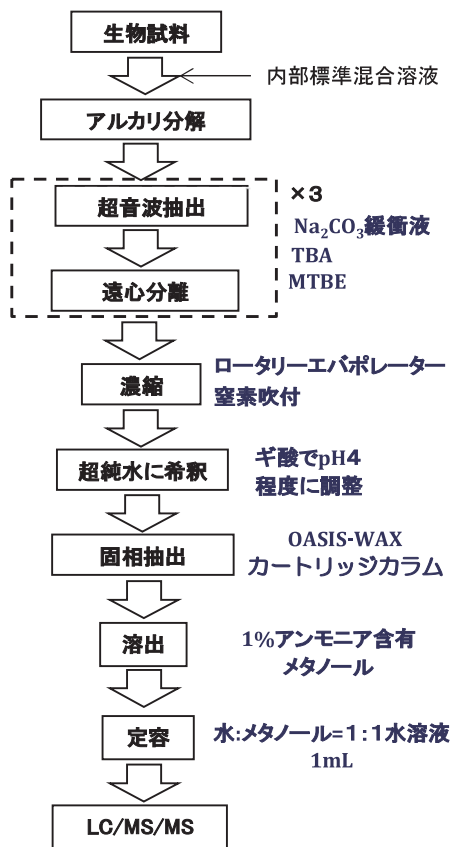 生物試料
内部標準混合溶液
アルカリ分解
×3
超音波抽出
Na₂CO₃緩衝液
TBA
MTBE
遠心分離
濃縮
ロータリーエバポレーター
窒素吹付
超純水に希釈
ギ酸でpH4
程度に調整
固相抽出
OASIS-WAX
カートリッジカラム
溶出
1%アンモニア含有
メタノール
定容
水:メタノール=1:1水溶液
1mL
LC/MS/MS